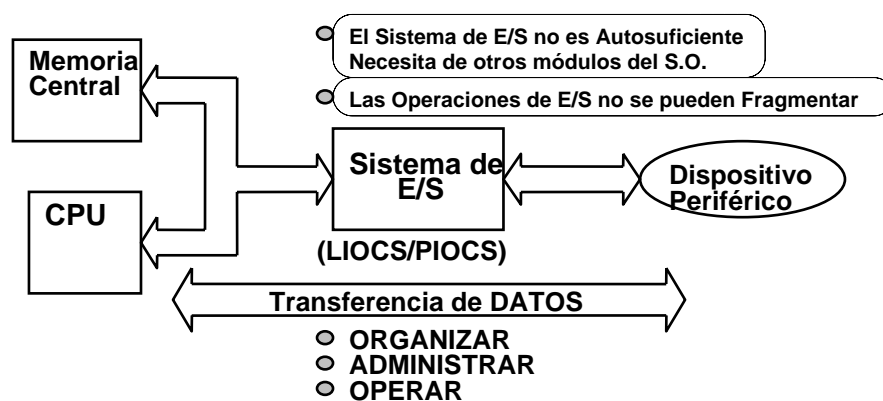 El Sistema de E/S no es Autosuficiente
Necesita de otros módulos del S.O.
Las Operaciones de E/S no se pueden Fragmentar
Memoria
Central
CPU
Sistema de
E/S
(LIOCS/PIOCS)
Dispositivo
Periférico
Transferencia de DATOS
ORGANIZAR
ADMINISTRAR
OPERAR